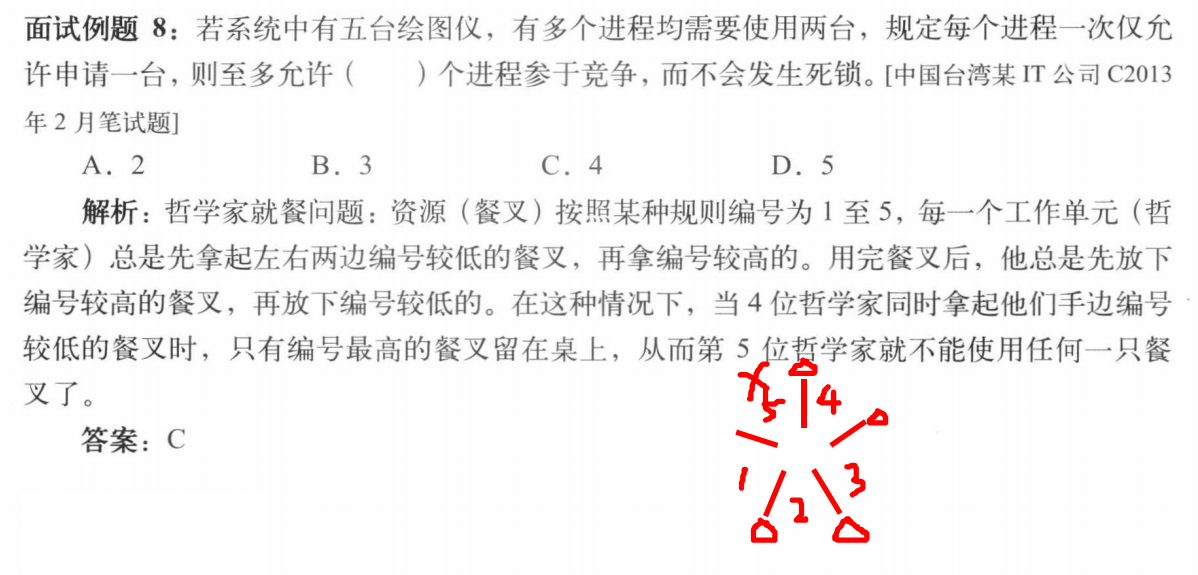 面试例题 8：若系统中有五台绘图仪，有多个进程均需要使用两台，规定每个进程一次仅允
许申请一台，则至多允许（  ）个进程参于竞争，而不会发生死锁。[中国台湾某 IT 公司 C2013
年 2 月笔试题]
A．2 B．3 C．4 D．5
解析：哲学家就餐问题：资源（餐叉）按照某种规则编号为 1 至 5，每一个工作单元（哲
学家）总是先拿起左右两边编号较低的餐叉，再拿编号较高的。用完餐叉后，他总是先放下
编号较高的餐叉，再放下编号较低的。在这种情况下，当 4 位哲学家同时拿起他们手边编号
较低的餐叉时，只有编号最高的餐叉留在桌上，从而第 5 位哲学家就不能使用任何一只餐
叉了。
答案：C
5 4
1 3
2